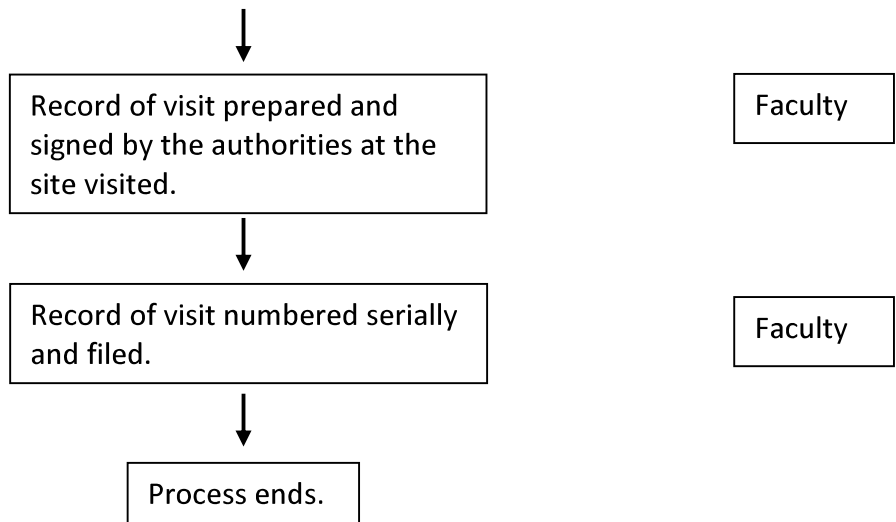 Record of visit prepared and
signed by the authorities at the
site visited.
Faculty
Record of visit numbered serially
and filed.
Faculty
Process ends.